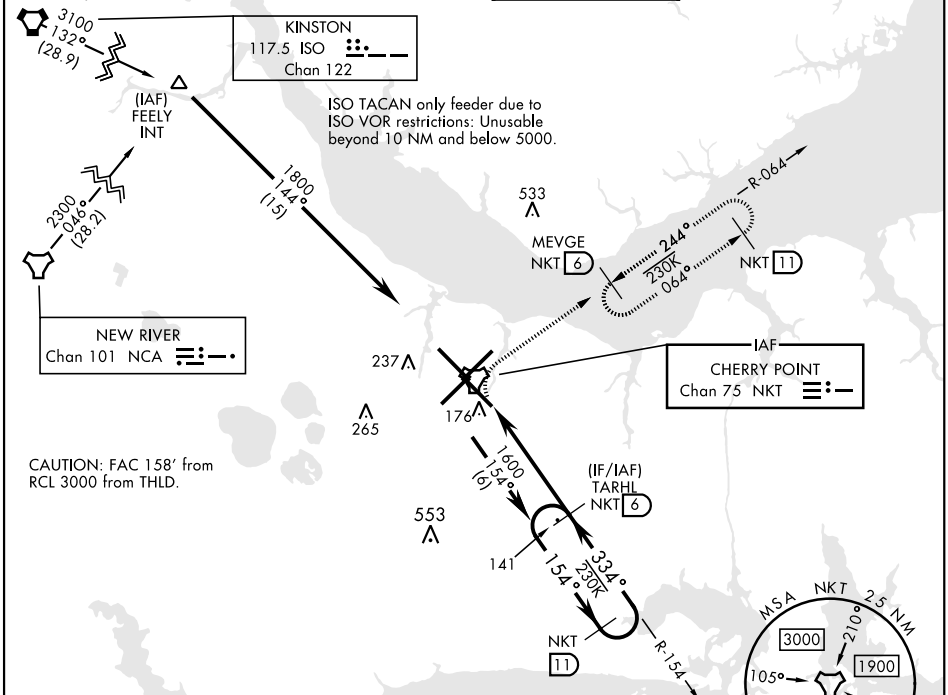 3100
132°
(28.9)
KINSTON
117.5 ISO
Chan 122
(IAF)
FEELY
INT
ISO TACAN only feeder due to
ISO VOR restrictions: Unusable
beyond 10 NM and below 5000.
1800
144°
(15)
2300
046°
(28.2)
533
MEVGE
NKT 6
R-064
244°
230K
064°
NKT 11
NEW RIVER
Chan 101 NCA
237
265
176
IAF
CHERRY POINT
Chan 75 NKT
CAUTION: FAC 158' from
RCL 3000 from THLD.
1600
154°
(6)
(IF/IAF)
TARHL
NKT 6
553
141
154°
334°
230K
NKT
11
R-154
MSA NKT 25 NM
3000
210°
1900
105°